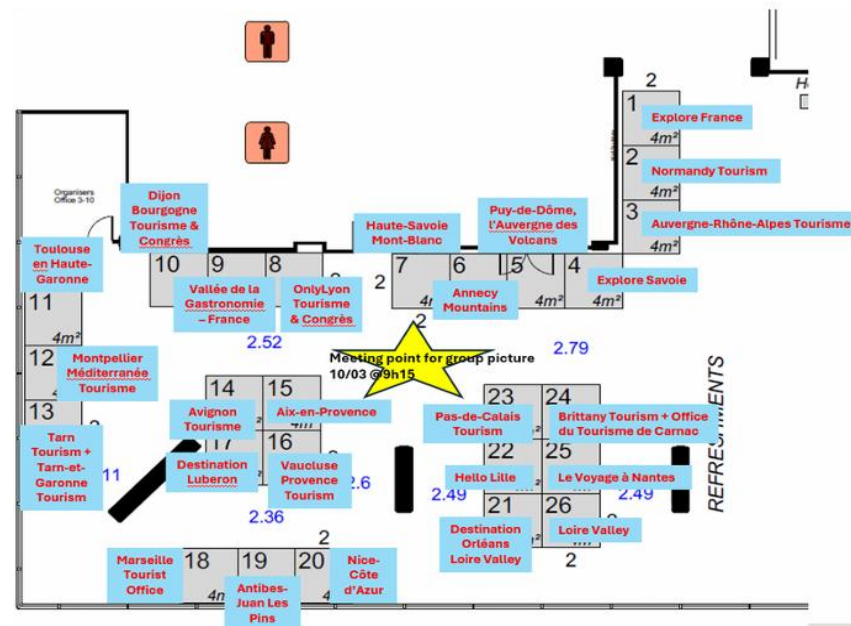 2
1
Explore France
4m²
2
Normandy Tourism
4m²
3
Auvergne-Rhône-Alpes Tourisme
4m²
Organisers
Office 3-10
Dijon
Bourgogne
Tourisme &
Congrès
Haute-Savoie
Mont-Blanc
Puy-de-Dôme,
l'Auvergne des
Volcans
Toulouse
en Haute-
Garonne
10
9
8
2
7
6
5
4
Explore Savoie
4m²
4m²
Vallée de la
Gastronomie
– France
OnlyLyon
Tourisme
& Congrès
Annecy
Mountains
2
11
4m²
2.52
Meeting point for group picture
10/03 @9h15
2.79
12
Montpellier
Méditerranée
Tourisme
13
Tarn
Tourism +
Tarn-et-
Garonne
Tourism
11
14
15
Avignon
Tourisme
Aix-en-Provence
17
16
Destination
Luberon
Vaucluse
Provence
Tourism
2.6
2.36
23
24
Pas-de-Calais
Tourism
Brittany Tourism + Office
du Tourisme de Carnac
22
25
Hello Lille
Le Voyage à Nantes
2.49
2.49
21
26
Destination
Orléans
Loire Valley
Loire Valley
2
REFRESHMENTS
2
Marseille
Tourist
Office
18
19
20
Nice-
Côte
d'Azur
Antibes-
Juan Les
Pins